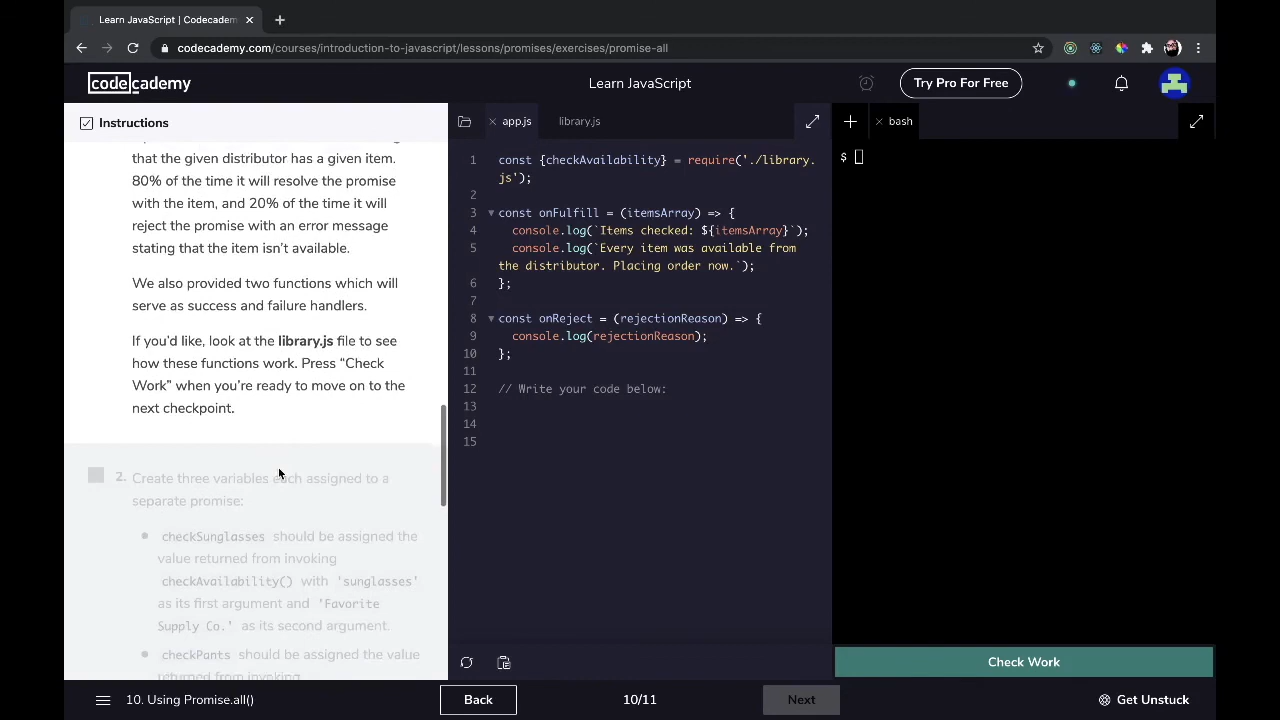 Learn JavaScript | Codecadem
codecademy.com/courses/introduction-to-javascript/lessons/promises/exercises/promise-all
codecademy
Learn JavaScript
Try Pro For Free
Instructions
that the given distributor has a given item.
80% of the time it will resolve the promise
with the item, and 20% of the time it will
reject the promise with an error message
stating that the item isn’t available.
We also provided two functions which will
serve as success and failure handlers.
If you’d like, look at the library.js file to see
how these functions work. Press “Check
Work” when you’re ready to move on to the
next checkpoint.
2. Create three variables each assigned to a
separate promise:
checkSunglasses should be assigned the
value returned from invoking
checkAvailability() with 'sunglasses'
as its first argument and 'Favorite
Supply Co.' as its second argument.
checkPants should be assigned the value
returned from invoking
app.js
library.js
1 const {checkAvailability} = require('./library.
js');
2
3 const onFulfill = (itemsArray) => {
4 console.log(`Items checked: ${itemsArray}`);
5 console.log(`Every item was available from
the distributor. Placing order now.`);
6 };
7
8 const onReject = (rejectionReason) => {
9 console.log(rejectionReason);
10 };
11
12 // Write your code below:
13
14
15
bash
$
Check Work
10. Using Promise.all()
Back
10/11
Next
Get Unstuck